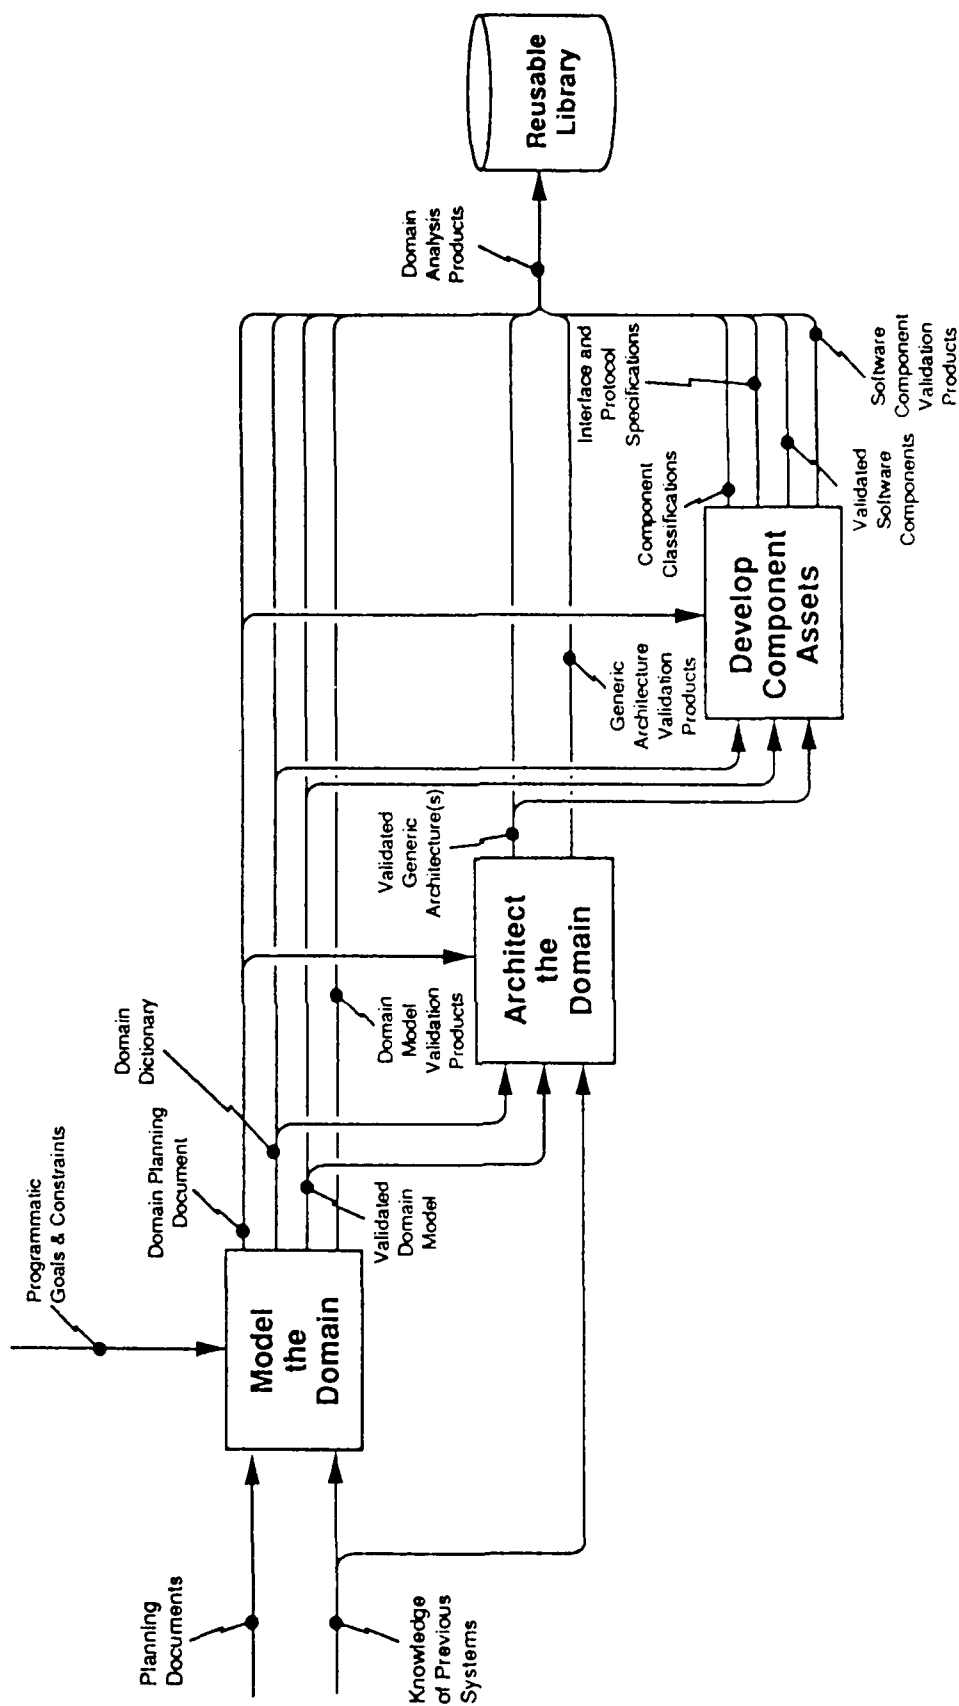 Programmatic
Goals & Constraints
Planning
Documents
Knowledge
of Previous
Systems
Model
the
Domain
Domain Planning
Document
Domain
Dictionary
Validated
Domain
Model
Domain
Model
Validation
Products
Architect
the
Domain
Validated
Generic
Architecture(s)
Generic
Architecture
Validation
Products
Develop
Component
Assets
Component
Classifications
Interface and
Protocol
Specifications
Validated
Software
Components
Software
Component
Validation
Products
Domain
Analysis
Products
Reusable
Library